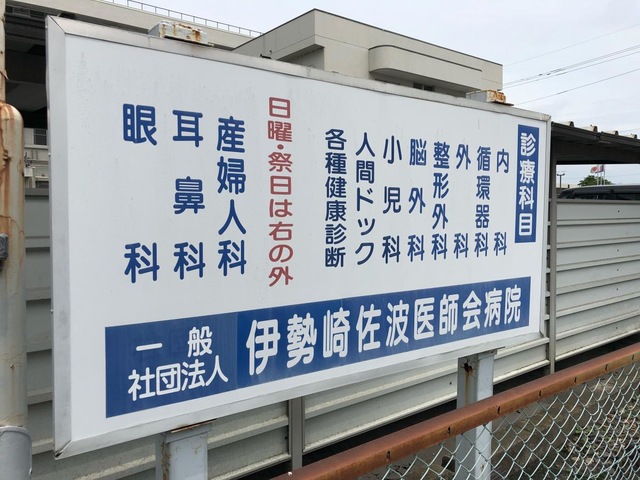 診療科目
内科
循環器科
外科
整形外科
脳外科
小児科
人間ドック
各種健康診断
日曜・祭日は右の外
産婦人科
耳鼻科
眼科
一般
社団法人
伊勢崎佐波医師会病院